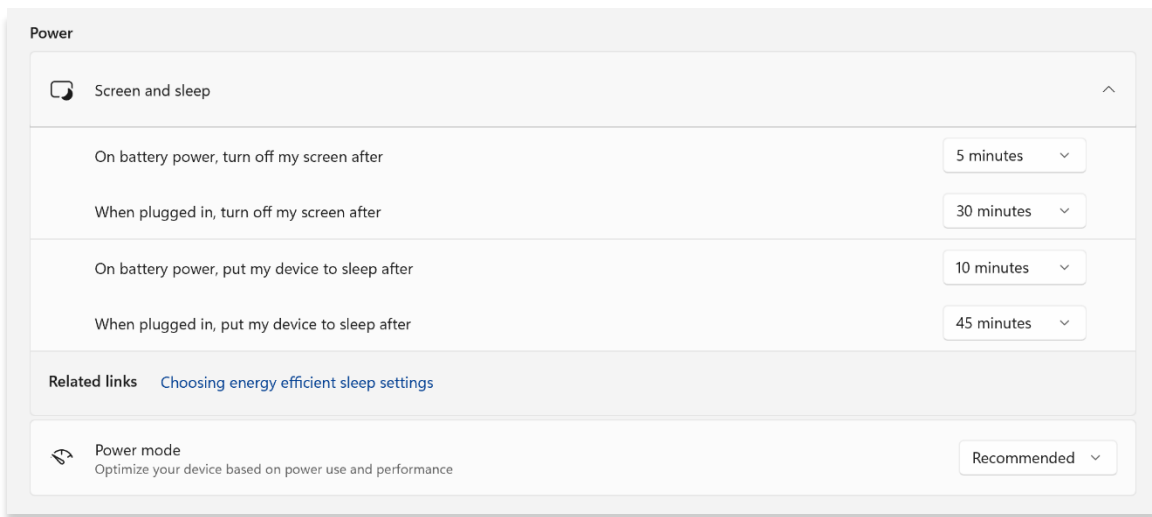 Power
Screen and sleep
On battery power, turn off my screen after
5 minutes
When plugged in, turn off my screen after
30 minutes
On battery power, put my device to sleep after
10 minutes
When plugged in, put my device to sleep after
45 minutes
Related links Choosing energy efficient sleep settings
Power mode
Optimize your device based on power use and performance
Recommended